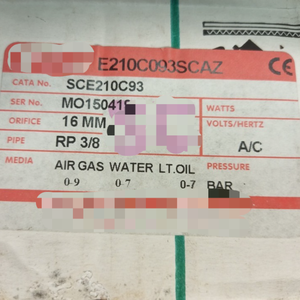 E210C093SCAZ
CATA No. SCE210C93
SER No. MO150419 WATTS
ORIFICE 16 MM VOLTS/HERTZ
PIPE RP 3/8 A/C
MEDIA AIR GAS WATER LT.OIL PRESSURE
0-9 0-7 0-7 BAR